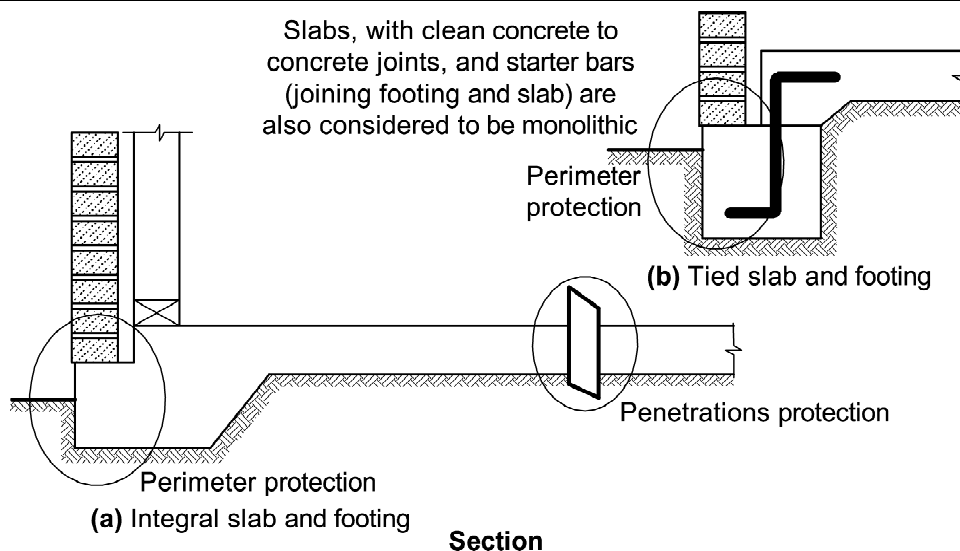 Slabs, with clean concrete to
concrete joints, and starter bars
(joining footing and slab) are
also considered to be monolithic
Perimeter
protection
(b) Tied slab and footing
Penetrations protection
Perimeter protection
(a) Integral slab and footing
Section